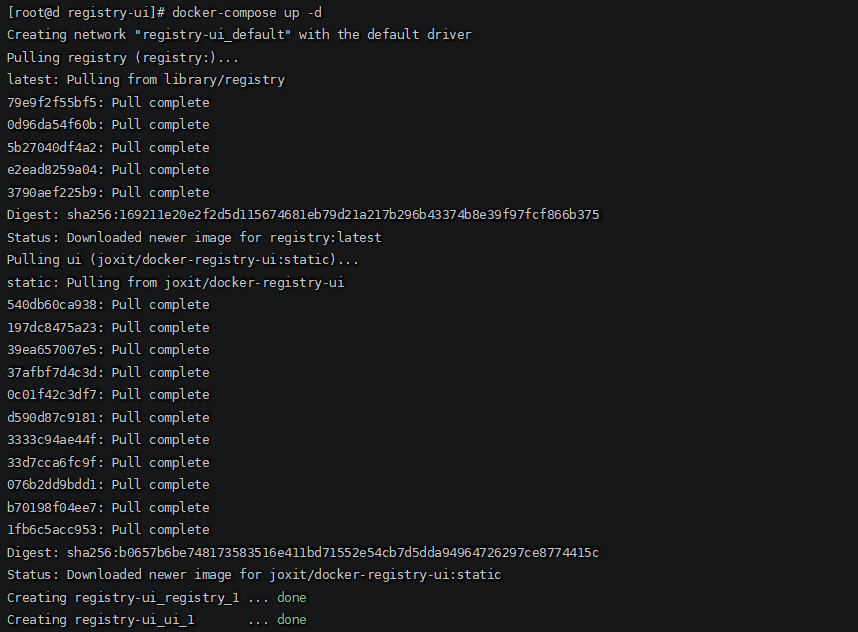 [root@d registry-ui]# docker-compose up -d
Creating network "registry-ui_default" with the default driver
Pulling registry (registry:)...
latest: Pulling from library/registry
79e9f2f55bf5: Pull complete
0d96da54f60b: Pull complete
5b27040df4a2: Pull complete
e2ead8259a04: Pull complete
3790aef225b9: Pull complete
Digest: sha256:169211e20e2f2d5d115674681eb79d21a217b296b43374b8e39f97fcf866b375
Status: Downloaded newer image for registry:latest
Pulling ui (joxit/docker-registry-ui:static)...
static: Pulling from joxit/docker-registry-ui
540db60ca938: Pull complete
197dc8475a23: Pull complete
39ea657007e5: Pull complete
37afbf7d4c3d: Pull complete
0c01f42c3df7: Pull complete
d590d87c9181: Pull complete
3333c94ae44f: Pull complete
33d7cca6fc9f: Pull complete
076b2dd9bdd1: Pull complete
b70198f04ee7: Pull complete
1fb6c5acc953: Pull complete
Digest: sha256:b0657b6be748173583516e411bd71552e54cb7d5dda94964726297ce8774415c
Status: Downloaded newer image for joxit/docker-registry-ui:static
Creating registry-ui_registry_1 ... done
Creating registry-ui_ui_1       ... done